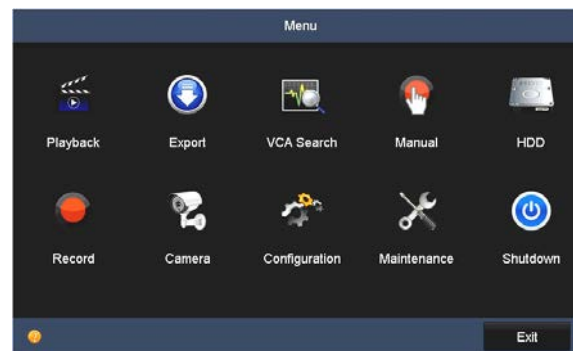 Menu
Playback Export VCA Search Manual HDD
Record Camera Configuration Maintenance Shutdown
Exit